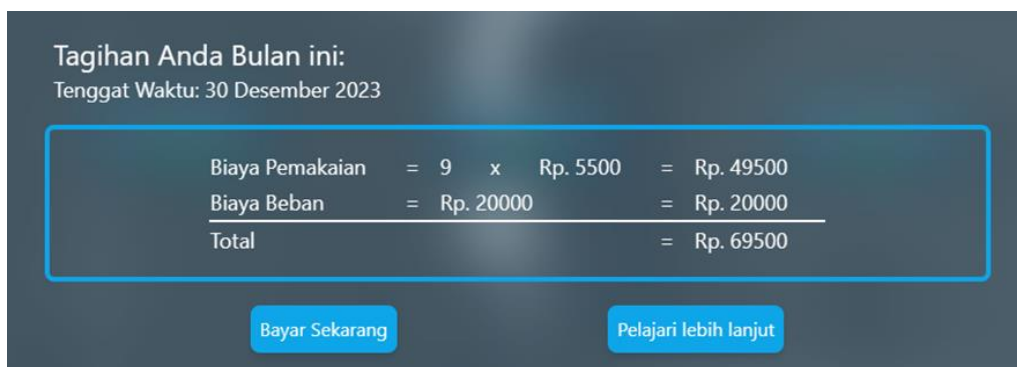 Tagihan Anda Bulan ini:
Tenggat Waktu: 30 Desember 2023
Biaya Pemakaian = 9 x Rp. 5500 = Rp. 49500
Biaya Beban = Rp. 20000 = Rp. 20000
Total = Rp. 69500
Bayar Sekarang
Pelajari lebih lanjut